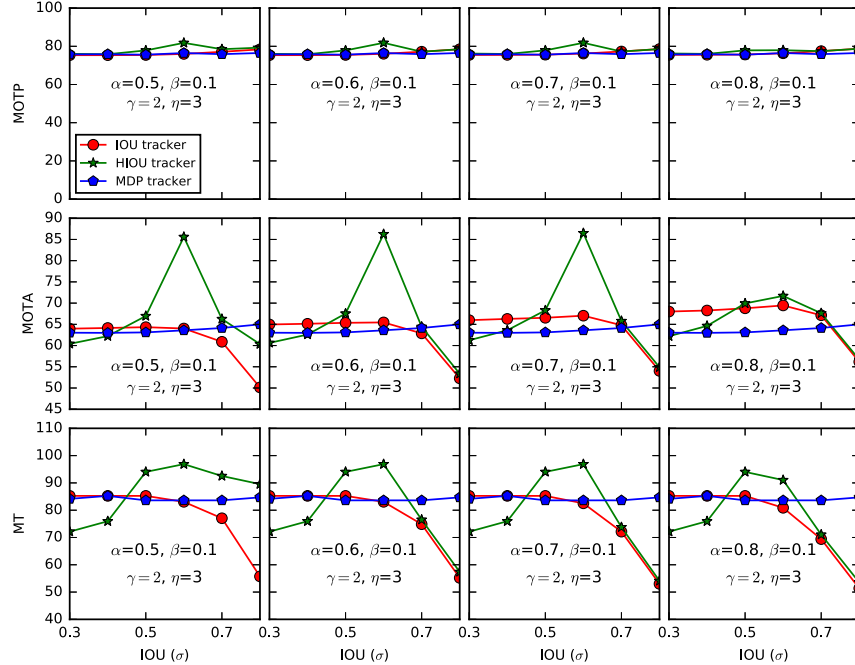 100
80
60
40
20
0
MOTP
α=0.5, β=0.1
γ = 2, η=3
α=0.6, β=0.1
γ = 2, η=3
α=0.7, β=0.1
γ = 2, η=3
α=0.8, β=0.1
γ = 2, η=3
IOU tracker
HIOU tracker
MDP tracker
90
85
80
75
70
65
60
55
50
45
MOTA
α=0.5, β=0.1
γ = 2, η=3
α=0.6, β=0.1
γ = 2, η=3
α=0.7, β=0.1
γ = 2, η=3
α=0.8, β=0.1
γ = 2, η=3
110
100
90
80
70
60
50
40
MT
α=0.5, β=0.1
γ = 2, η=3
α=0.6, β=0.1
γ = 2, η=3
α=0.7, β=0.1
γ = 2, η=3
α=0.8, β=0.1
γ = 2, η=3
0.3 0.5 0.7
0.3 0.5 0.7
0.3 0.5 0.7
0.3 0.5 0.7
IOU (σ)
IOU (σ)
IOU (σ)
IOU (σ)